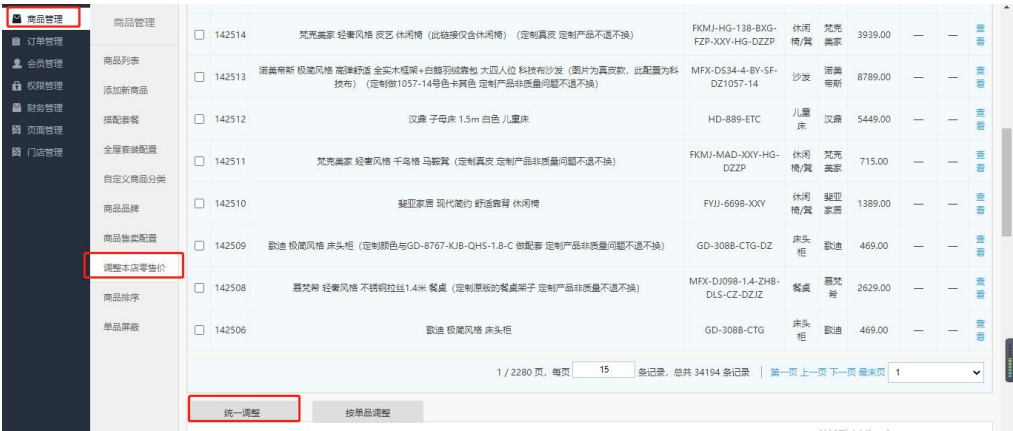 商品管理
订单管理
会员管理
权限管理
财务管理
页面管理
门店管理
商品管理
商品列表
添加新商品
搭配套餐
全屋套装配置
自定义商品分类
商品品牌
商品售卖配置
调整本店零售价
商品排序
单品屏蔽
142514 梵克美家 轻奢风格 皮艺 休闲椅（此链接仅含休闲椅）（定制真皮 定制产品不退不换） FKMJ-HG-138-BXG-FZP-XXY-HG-DZZP 休闲椅/凳 梵克美家 3939.00 — — 查看
142513 诺美帝斯 极简风格 高弹舒适 全实木框架+白鹅羽绒靠包 大四人位 科技布沙发（图片为真皮款，此配置为科技布）（定制做1057-14号色卡其色 定制产品非质量问题不退不换） MFX-DS34-4-BY-SF-DZ1057-14 沙发 诺美帝斯 8789.00 — — 查看
142512 汉鼎 子母床 1.5m 白色 儿童床 HD-889-ETC 儿童床 汉鼎 5449.00 — — 查看
142511 梵克美家 轻奢风格 千鸟格 马鞍凳（定制真皮 定制产品非质量问题不退不换） FKMJ-MAD-XXY-HG-DZZP 休闲椅/凳 梵克美家 715.00 — — 查看
142510 斐亚家居 现代简约 舒适靠背 休闲椅 FYJJ-6698-XXY 休闲椅/凳 斐亚家居 1389.00 — — 查看
142509 歌迪 极简风格 床头柜（定制颜色与GD-8767-KJB-QHS-1.8-C 做配套 定制产品非质量问题不退不换） GD-308B-CTG-DZ 床头柜 歌迪 469.00 — — 查看
142508 慕梵希 轻奢风格 不锈钢拉丝1.4米 餐桌（定制原版的餐桌架子 定制产品非质量不退不换） MFX-DJ098-1.4-ZHB-DLS-CZ-DZJZ 餐桌 慕梵希 2629.00 — — 查看
142506 歌迪 极简风格 床头柜 GD-308B-CTG 床头柜 歌迪 469.00 — — 查看
1 / 2280 页，每页 15 条记录，总共 34194 条记录 | 第一页 上一页 下一页 最末页 1
统一调整 按单品调整